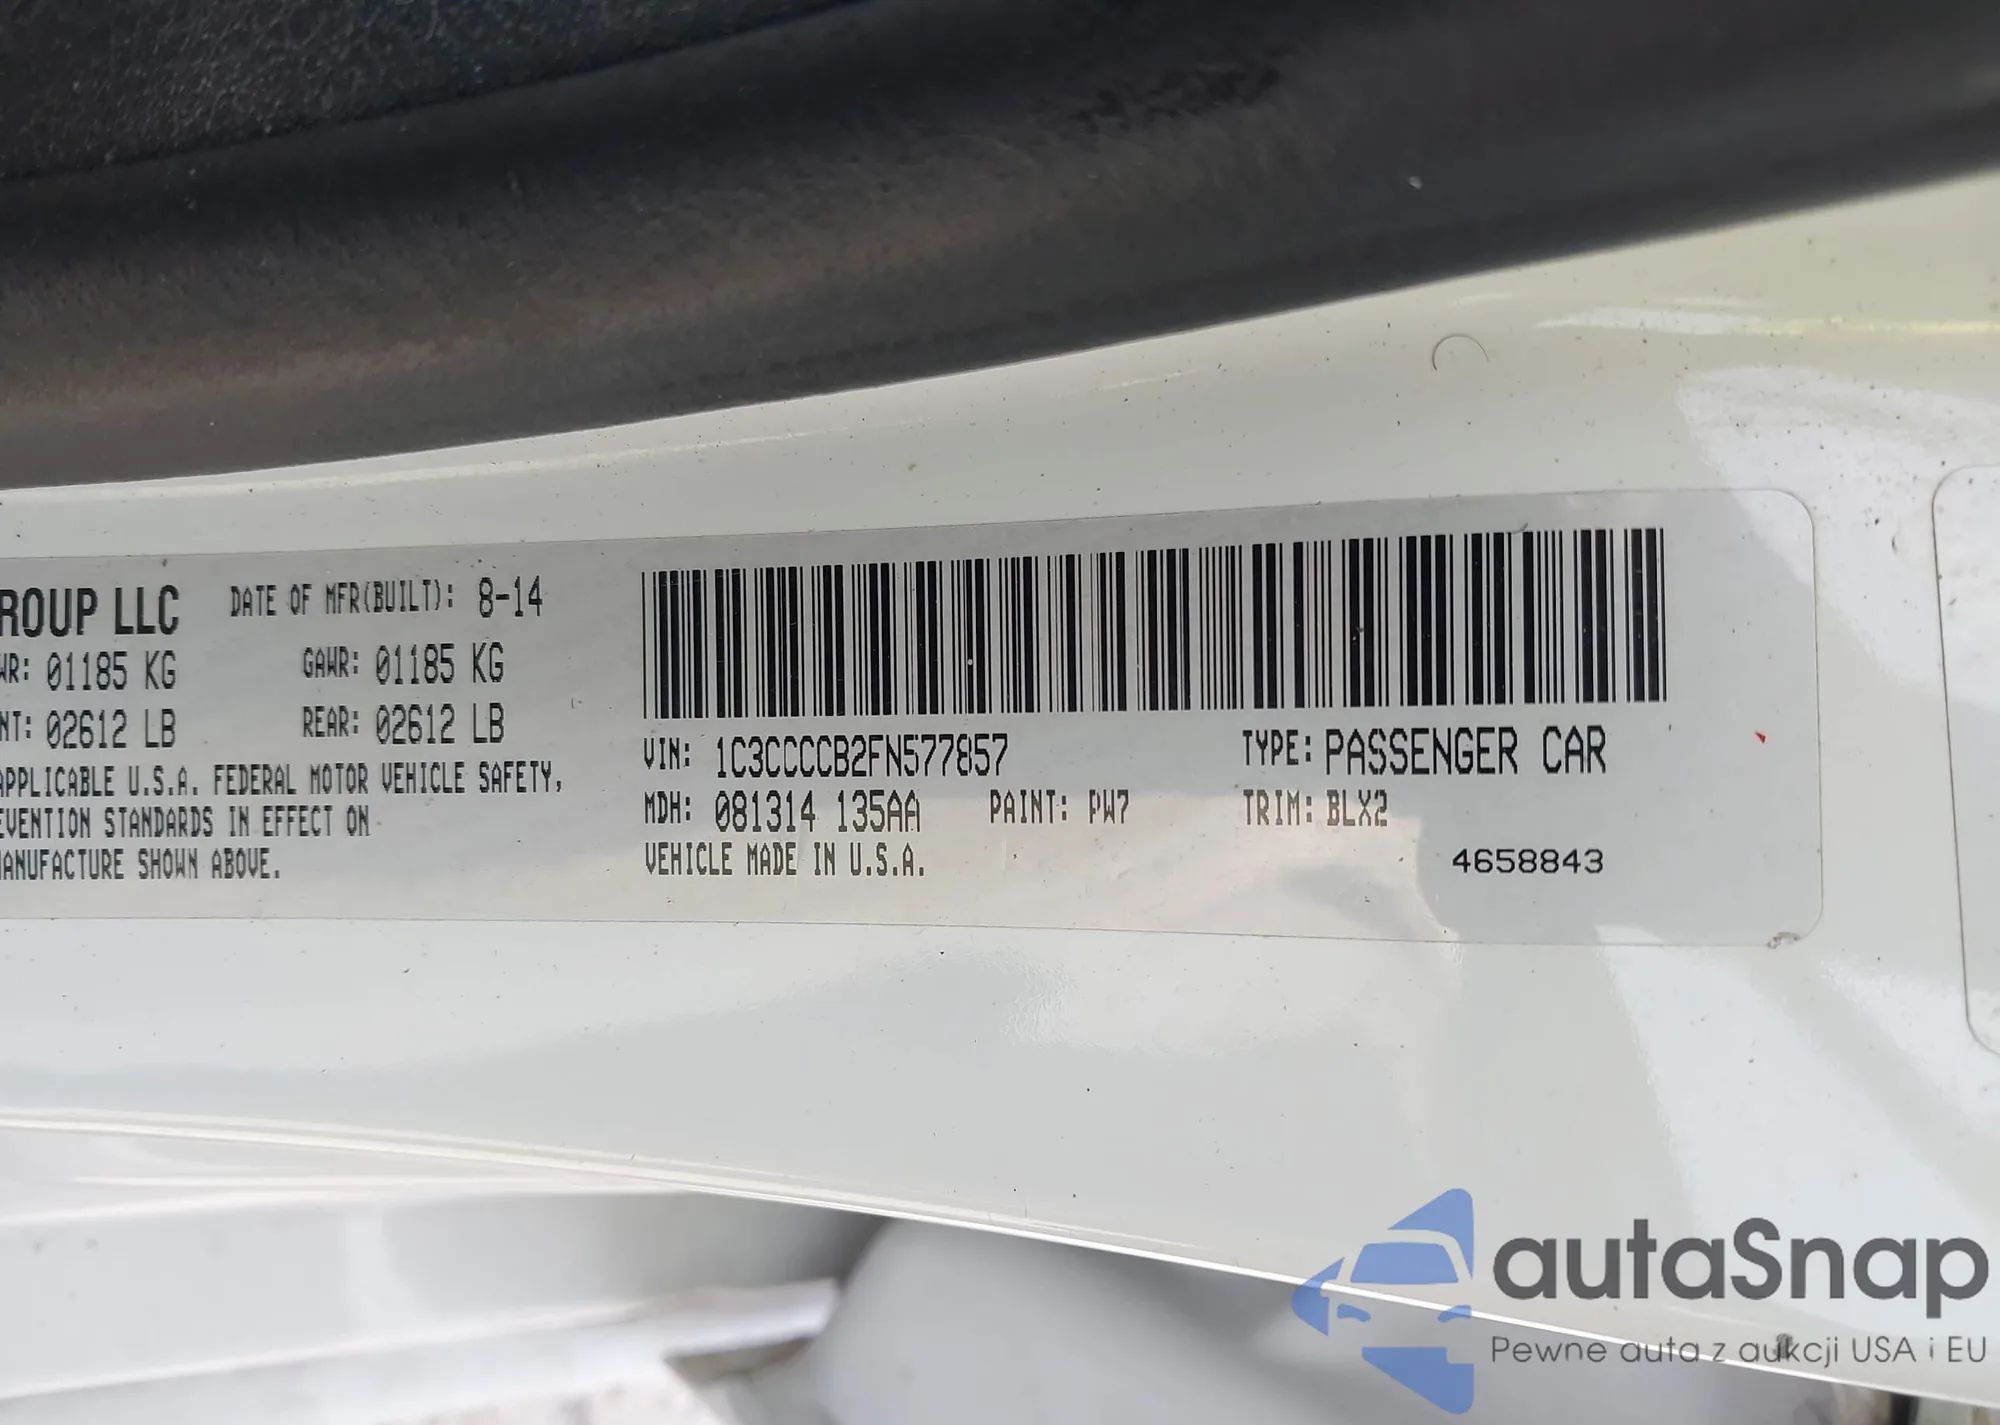 ROUP LLC DATE OF MFR(BUILT): 8-14
WR: 01185 KG GAWR: 01185 KG
NT: 02612 LB REAR: 02612 LB
APPLICABLE U.S.A. FEDERAL MOTOR VEHICLE SAFETY,
EVENTION STANDARDS IN EFFECT ON
MANUFACTURE SHOWN ABOVE.
VIN: 1C3CCCCB2FN577857 TYPE: PASSENGER CAR
MDH: 081314 135AA PAINT: PW7 TRIM: BLX2
VEHICLE MADE IN U.S.A. 4658843
autaSnap
Pewne auta z aukcji USA i EU